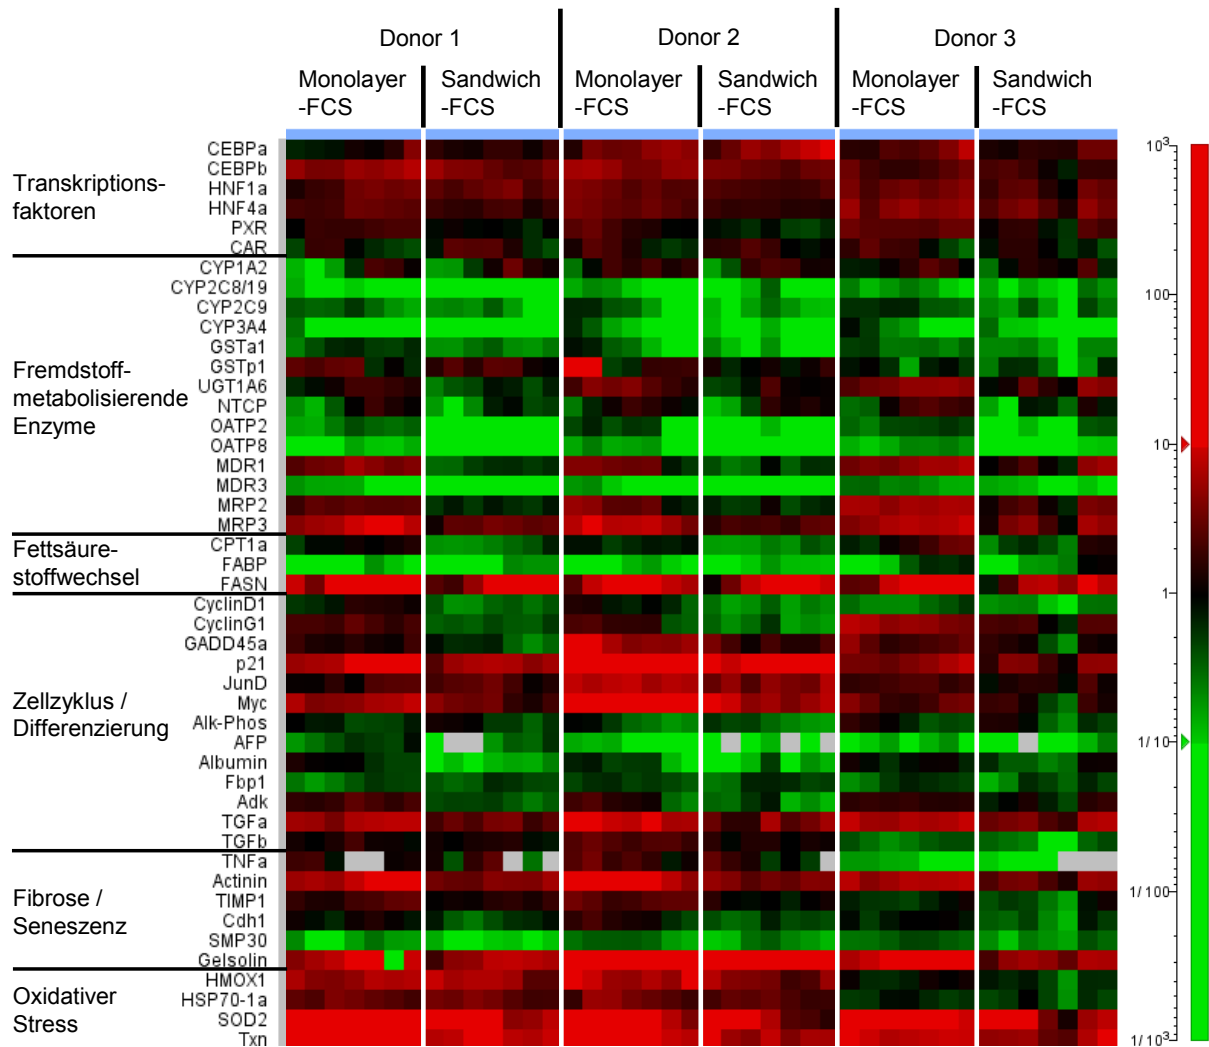 Donor 1
Donor 2
Donor 3
Monolayer
-FCS
Sandwich
-FCS
Monolayer
-FCS
Sandwich
-FCS
Monolayer
-FCS
Sandwich
-FCS
Transkriptions-
faktoren
CEBPa
CEBPb
HNF1a
HNF4a
PXR
CAR
Fremdstoff-
metabolisierende
Enzyme
CYP1A2
CYP2C8/19
CYP2C9
CYP3A4
GSTa1
GSTp1
UGT1A6
NTCP
OATP2
OATP8
MDR1
MDR3
MRP2
MRP3
Fettsäure-
stoffwechsel
CPT1a
FABP
FASN
Zellzyklus /
Differenzierung
CyclinD1
CyclinG1
GADD45a
p21
JunD
Myc
Alk-Phos
AFP
Albumin
Fbp1
Adk
TGFa
TGFb
Fibrose /
Seneszenz
TNFa
Actinin
TIMP1
Cdh1
SMP30
Gelsolin
Oxidativer
Stress
HMOX1
HSP70-1a
SOD2
Txn
10³
100
10
1
1/10
1/100
1/10³